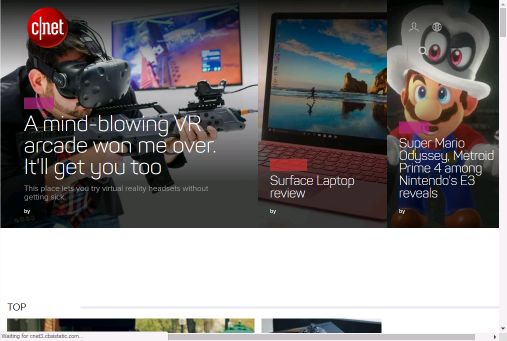 c|net
A mind-blowing VR
arcade won me over.
It'll get you too
This place lets you try virtual reality headsets without
getting sick.
by
Surface Laptop
review
by
Super Mario
Odyssey, Metroid
Prime 4 among
Nintendo's E3
reveals
by
TOP
Waiting for cnet3.cbsistatic.com...